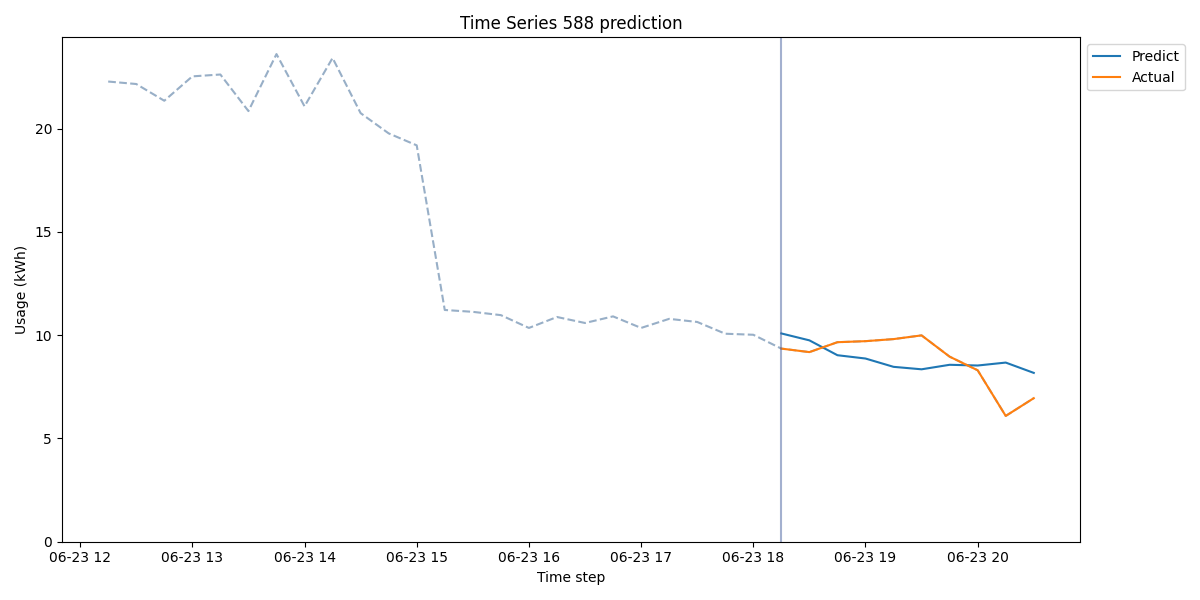 Time Series 588 prediction
Predict
Actual
Usage (kWh)
20
15
10
5
0
06-23 12 06-23 13 06-23 14 06-23 15 06-23 16 06-23 17 06-23 18 06-23 19 06-23 20
Time step